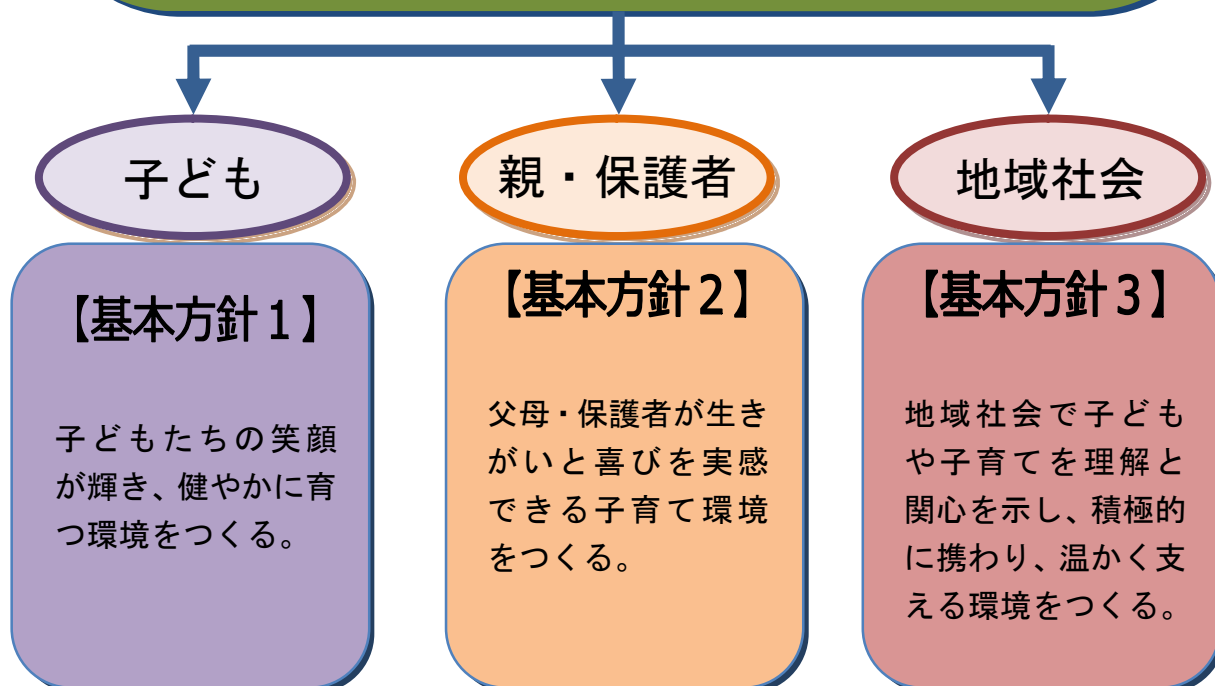 子ども
親・保護者
地域社会
【基本方針１】
子どもたちの笑顔
が輝き、健やかに育
つ環境をつくる。
【基本方針２】
父母・保護者が生き
がいと喜びを実感
できる子育て環境
をつくる。
【基本方針３】
地域社会で子ども
や子育てを理解と
関心を示し、積極的
に携わり、温かく支
える環境をつくる。